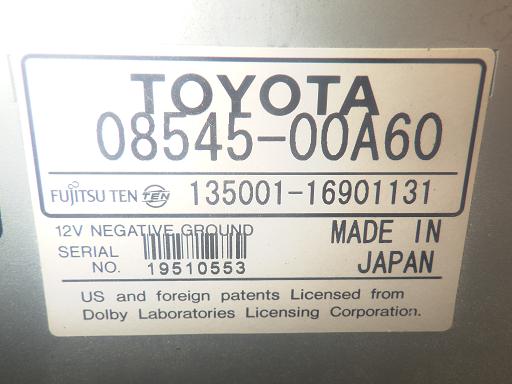 TOYOTA
08545-00A60
FUJITSU TEN TEN 135001-16901131
12V NEGATIVE GROUND MADE IN
SERIAL
NO. 19510553 JAPAN
US and foreign patents Licensed from
Dolby Laboratories Licensing Corporation.